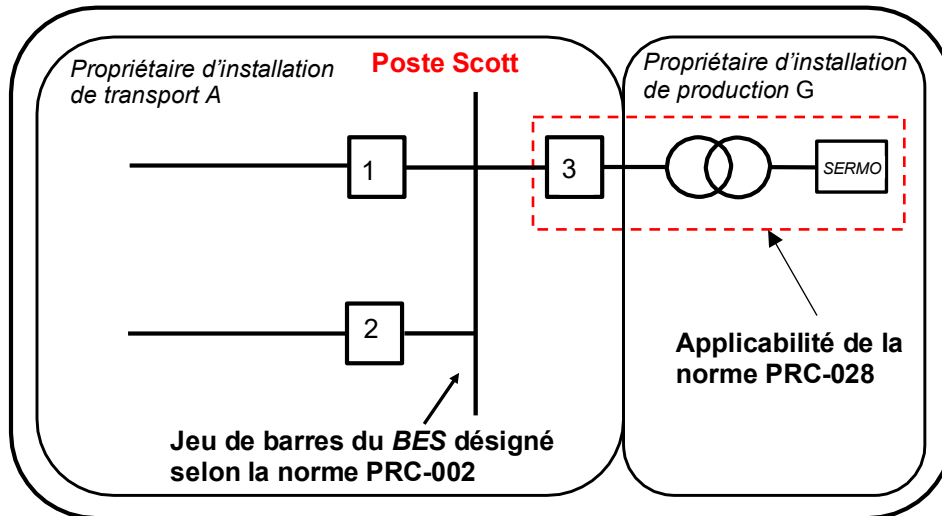 Propriétaire d'installation
de transport A
Poste Scott
Propriétaire d'installation
de production G
1
3
SERMO
2
Applicabilité de la
norme PRC-028
Jeu de barres du BES désigné
selon la norme PRC-002